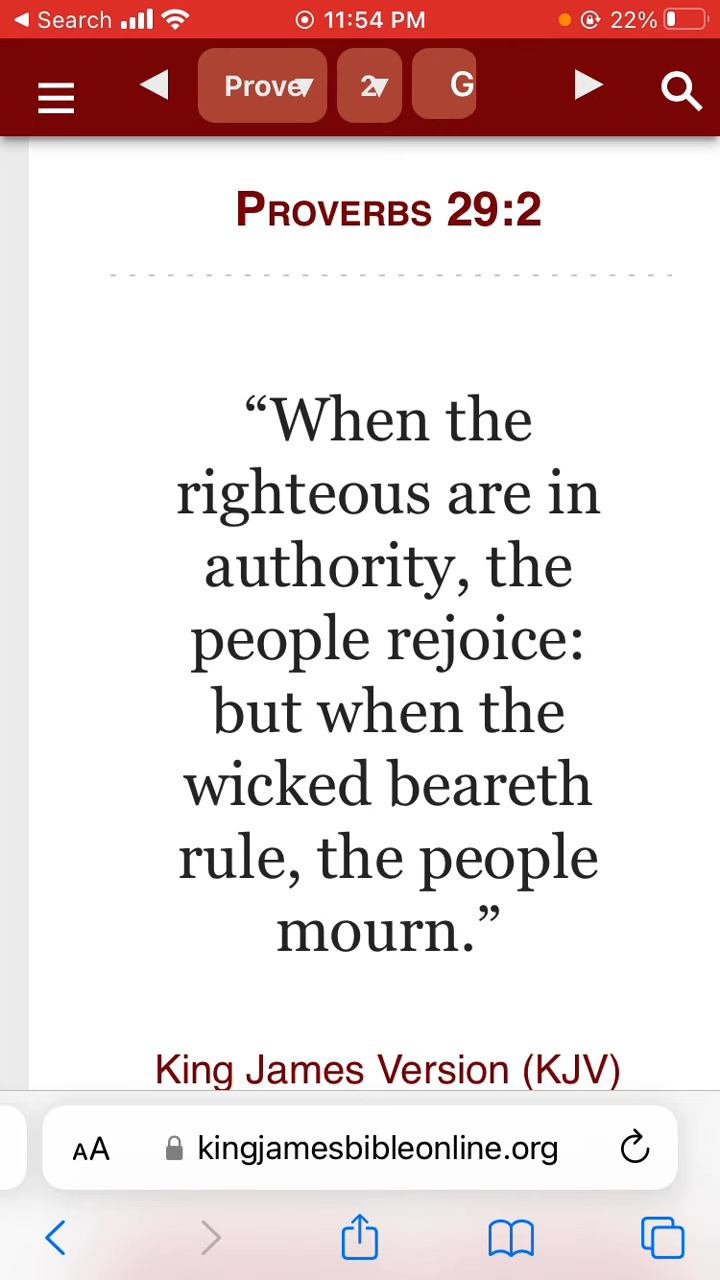 Search 11:54 PM 22%
Prove 2 G
PROVERBS 29:2
“When the
righteous are in
authority, the
people rejoice:
but when the
wicked beareth
rule, the people
mourn.”
King James Version (KJV)
AA kingjamesbibleonline.org